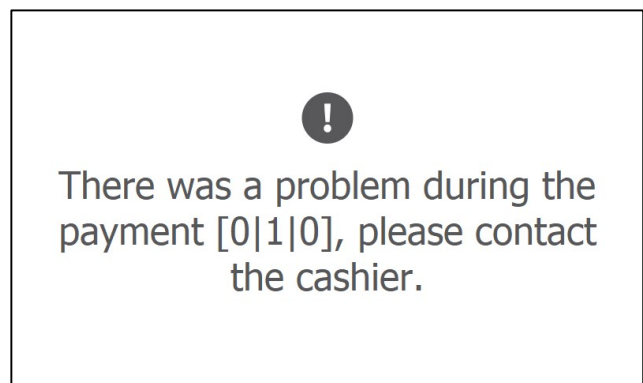 There was a problem during the
payment [0|1|0], please contact
the cashier.